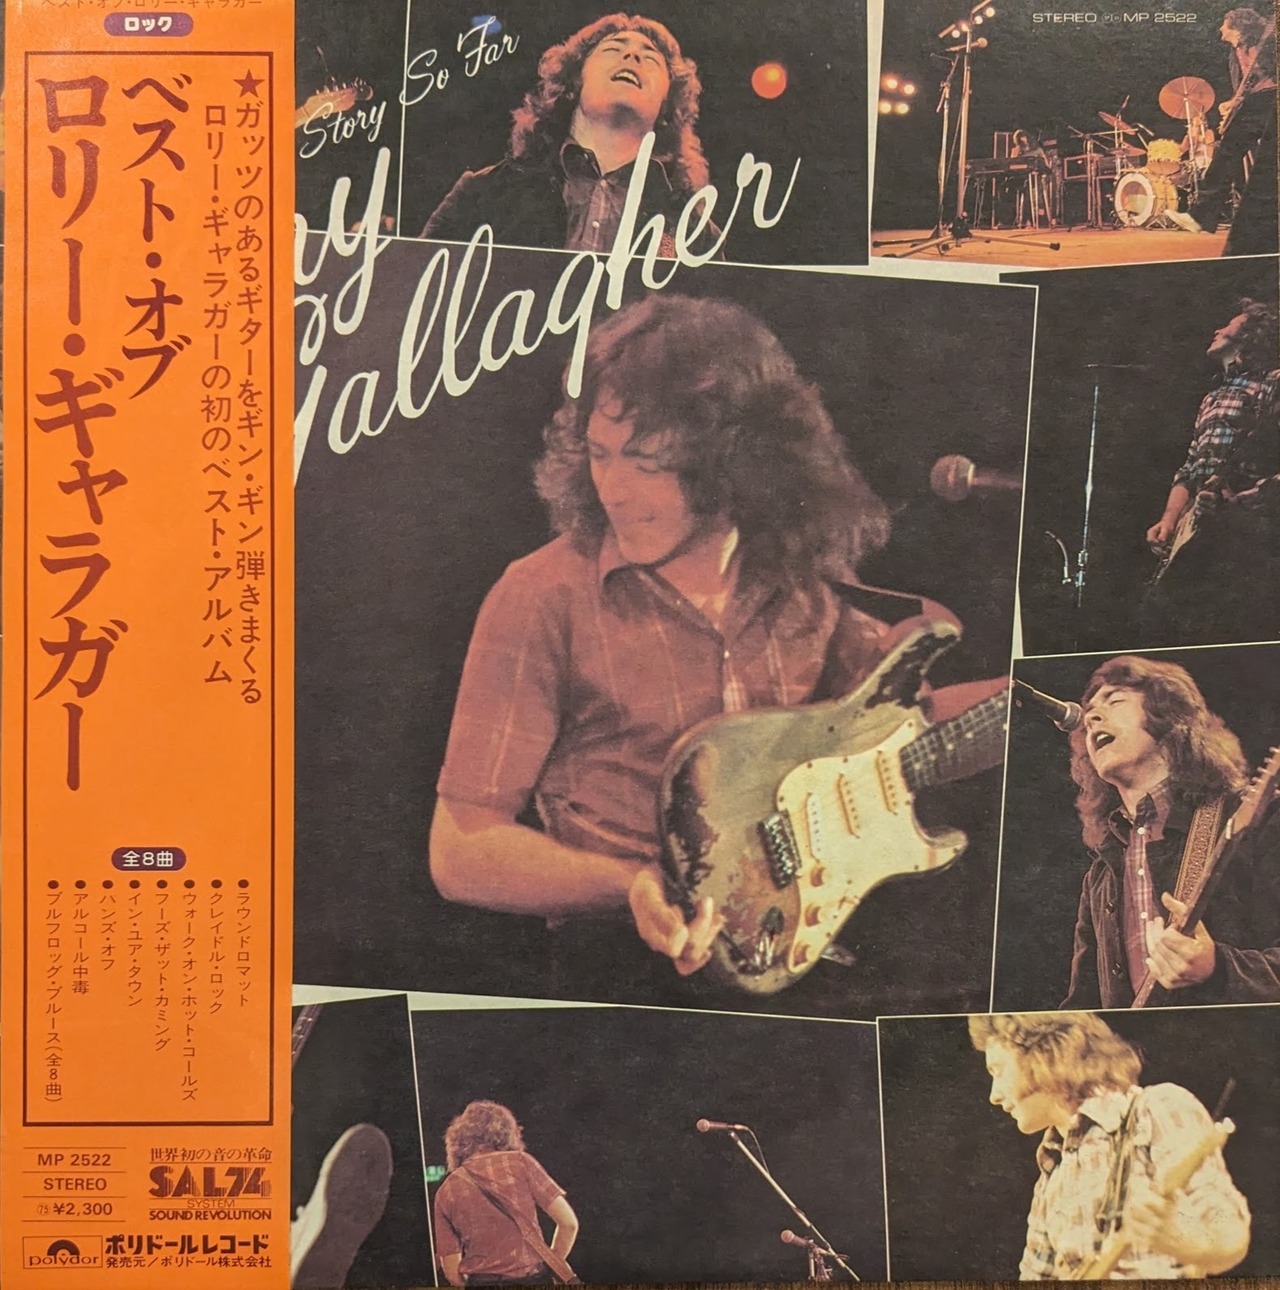 ベスト・オブ・ロリー・ギャラガー
ロック
★ガッツのあるギターをギン・ギン弾きまくる
ロリー・ギャラガーの初のベスト・アルバム
ベスト・オブ
ロリー・ギャラガー
全8曲
●ラウンドロマット
●クレイドル・ロック
●ウォーク・オン・ホット・コールズ
●フーズ・ザット・カミング
●イン・ユア・タウン
●ハンズ・オフ
●アルコール中毒
●ブルフロッグ・ブルース(全8曲)
MP 2522
STEREO
㊆¥2,300
世界初の音の革命
SAL74
SYSTEM
SOUND REVOLUTION
polydor
ポリドールレコード
発売元/ポリドール株式会社
Story So Far
ry
Gallagher
STEREO MP 2522